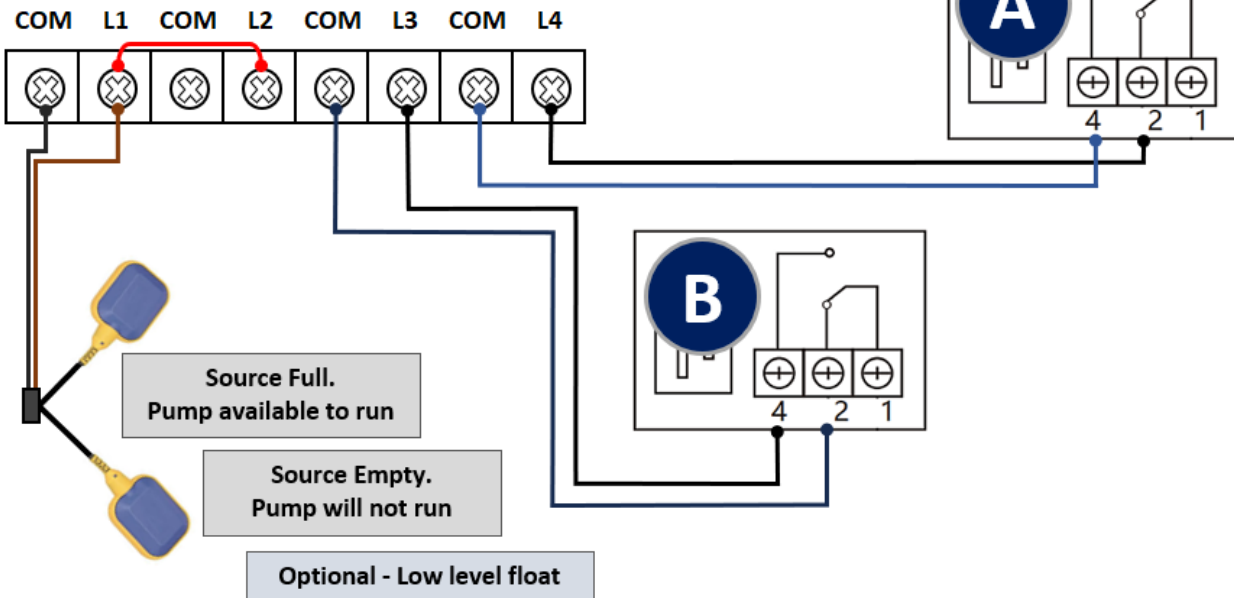 COM L1 COM L2 COM L3 COM L4
A
4 2 1
B
4 2 1
Source Full.
Pump available to run
Source Empty.
Pump will not run
Optional - Low level float